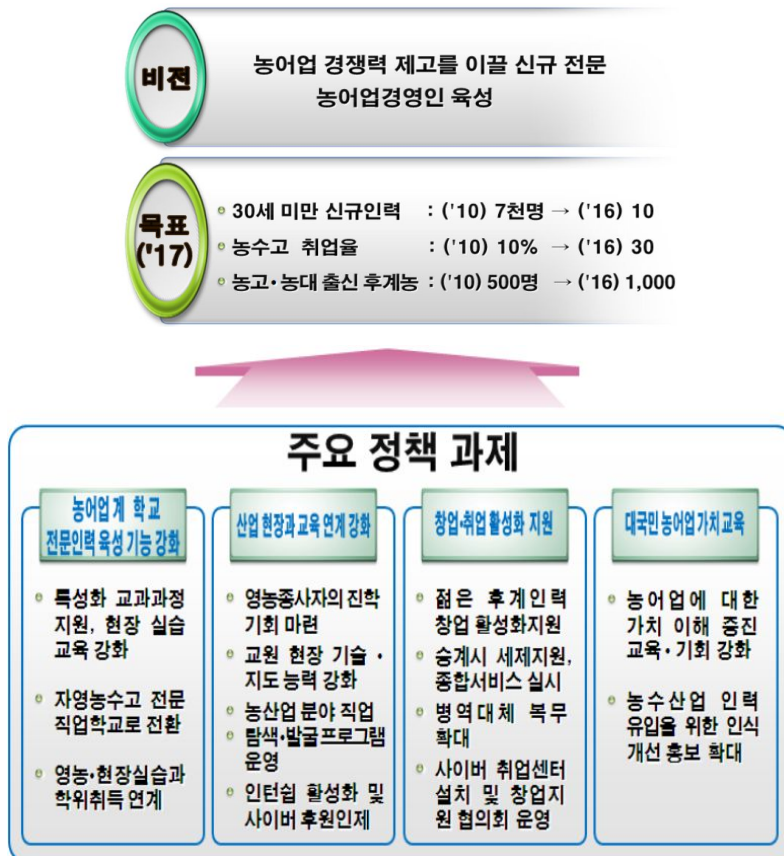 비전
농어업 경쟁력 제고를 이끌 신규 전문
농어업경영인 육성
목표
('17)
30세 미만 신규인력 : ('10) 7천명 → ('16) 10
농수고 취업율 : ('10) 10% → ('16) 30
농고·농대 출신 후계농 : ('10) 500명 → ('16) 1,000
주요 정책 과제
농어업계 학교
전문인력 육성 기능 강화
특성화 교과과정
지원, 현장 실습
교육 강화
자영농수고 전문
직업학교로 전환
영농·현장실습과
학위취득 연계
산업 현장과 교육 연계 강화
영농종사자의 진학
기회 마련
교원 현장 기술·
지도 능력 강화
농산업 분야 직업
탐색·발굴 프로그램
운영
인턴쉽 활성화 및
사이버 후원인제
창업·취업 활성화 지원
젊은 후계인력
창업 활성화지원
승계시 세제지원,
종합서비스 실시
병역대체 복무
확대
사이버 취업센터
설치 및 창업지
원 협의회 운영
대국민 농어업 가치 교육
농어업에 대한
가치 이해 증진
교육·기회 강화
농수산업 인력
유입을 위한 인식
개선 홍보 확대